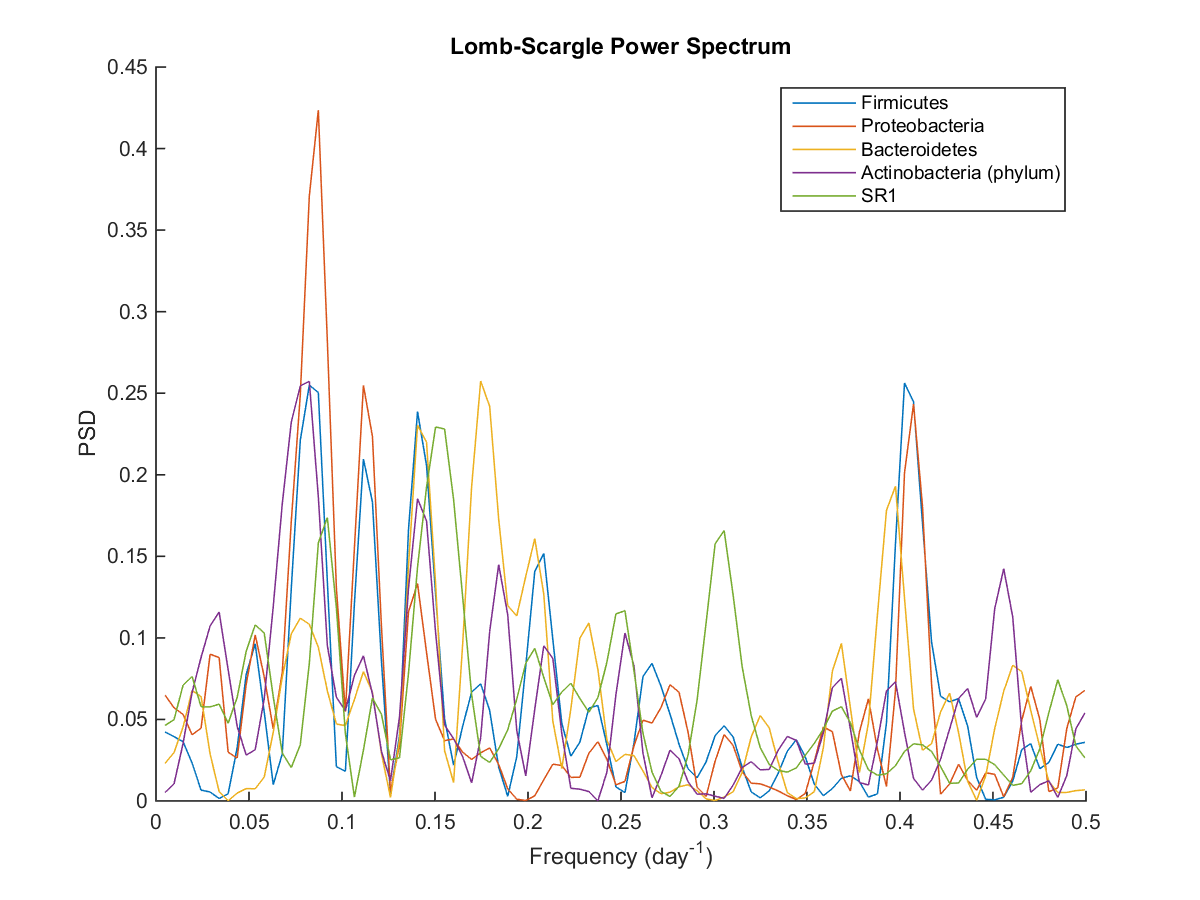 Lomb-Scargle Power Spectrum
Firmicutes
Proteobacteria
Bacteroidetes
Actinobacteria (phylum)
SR1
PSD
0.45
0.4
0.35
0.3
0.25
0.2
0.15
0.1
0.05
0
0 0.05 0.1 0.15 0.2 0.25 0.3 0.35 0.4 0.45 0.5
Frequency (day⁻¹)